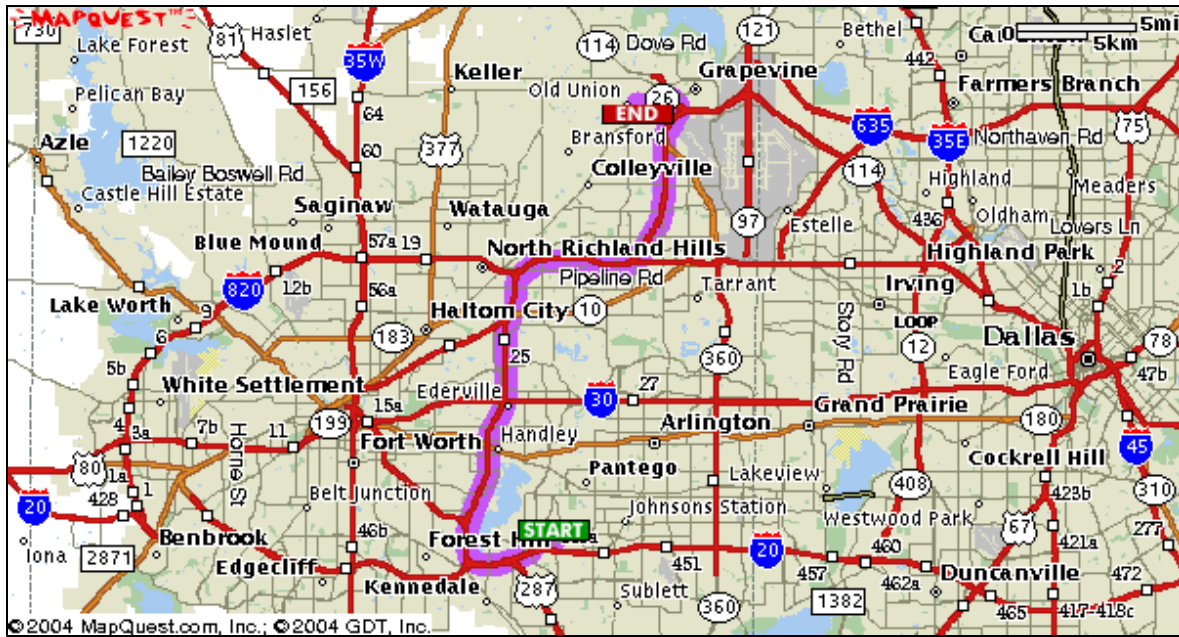 MAPQUEST
730
Lake Forest
81
Haslet
35W
114
Dove Rd
121
Bethel
0
5mi
5km
442
Keller
Grapevine
Farmers Branch
Pelican Bay
156
Old Union
26
64
END
Bransford
635
35E
Northaven Rd
75
Azle
1220
60
377
Colleyville
114
Bailey Boswell Rd
Castle Hill Estate
Highland
Meaders
Saginaw
Watauga
97
Estelle
436
Oldham
Lovers Ln
Blue Mound
57a
19
North Richland Hills
Highland Park
820
12b
Pipeline Rd
Tarrant
Irving
2
Lake Worth
9
56a
Haltom City
10
Story Rd
1b
6
183
LOOP
Dallas
78
5b
25
360
12
Eagle Ford
47b
White Settlement
Ederville
30
27
Grand Prairie
4
3a
7b
11
199
15a
Fort Worth
Handley
Arlington
180
80
1a
Horne St
Pantego
Lakeview
Cockrell Hill
45
20
428
1
Belt Junction
Johnsons Station
408
423b
310
Westwood Park
67
277
Iona
2871
Benbrook
46b
Forest Hill
START
20
460
421a
Edgecliff
451
457
462a
Duncanville
472
Kennedale
287
Sublett
360
1382
465
417-418c
©2004 MapQuest.com, Inc.; ©2004 GDT, Inc.